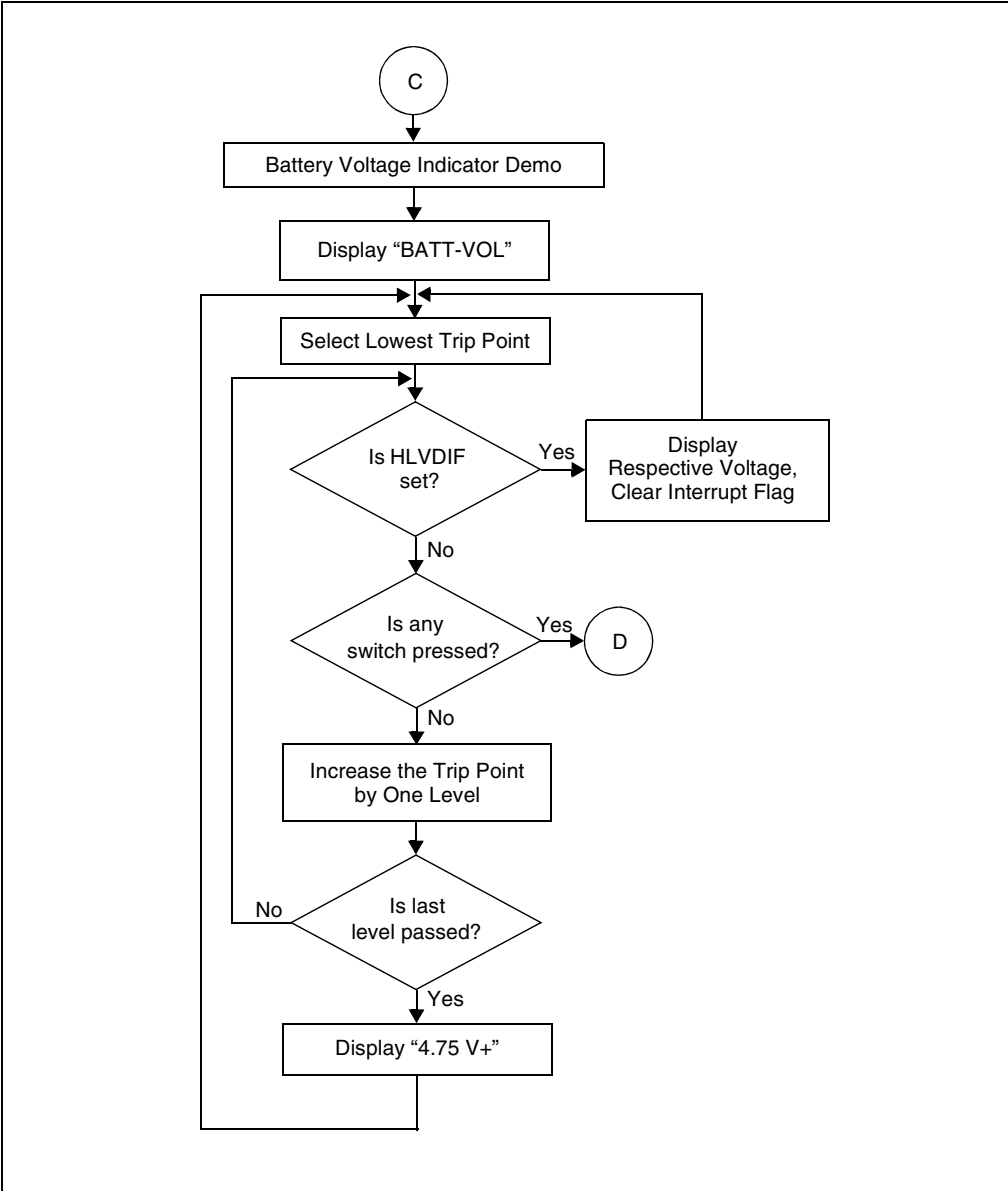 C
Battery Voltage Indicator Demo
Display “BATT-VOL”
Select Lowest Trip Point
Is HLVDIF
set?
Yes
Display
Respective Voltage,
Clear Interrupt Flag
No
Is any
switch pressed?
Yes
D
No
Increase the Trip Point
by One Level
Is last
level passed?
No
Yes
Display “4.75 V+”